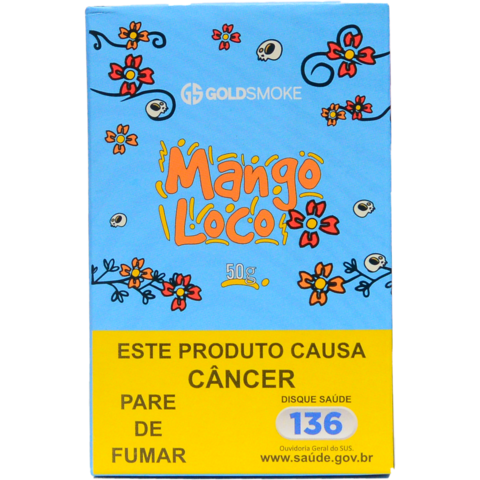 GS GOLDSMOKE
Mango
Loco
50g
ESTE PRODUTO CAUSA
CÂNCER
PARE
DE
FUMAR
DISQUE SAÚDE
136
Ouvidoria Geral do SUS.
www.saúde.gov.br